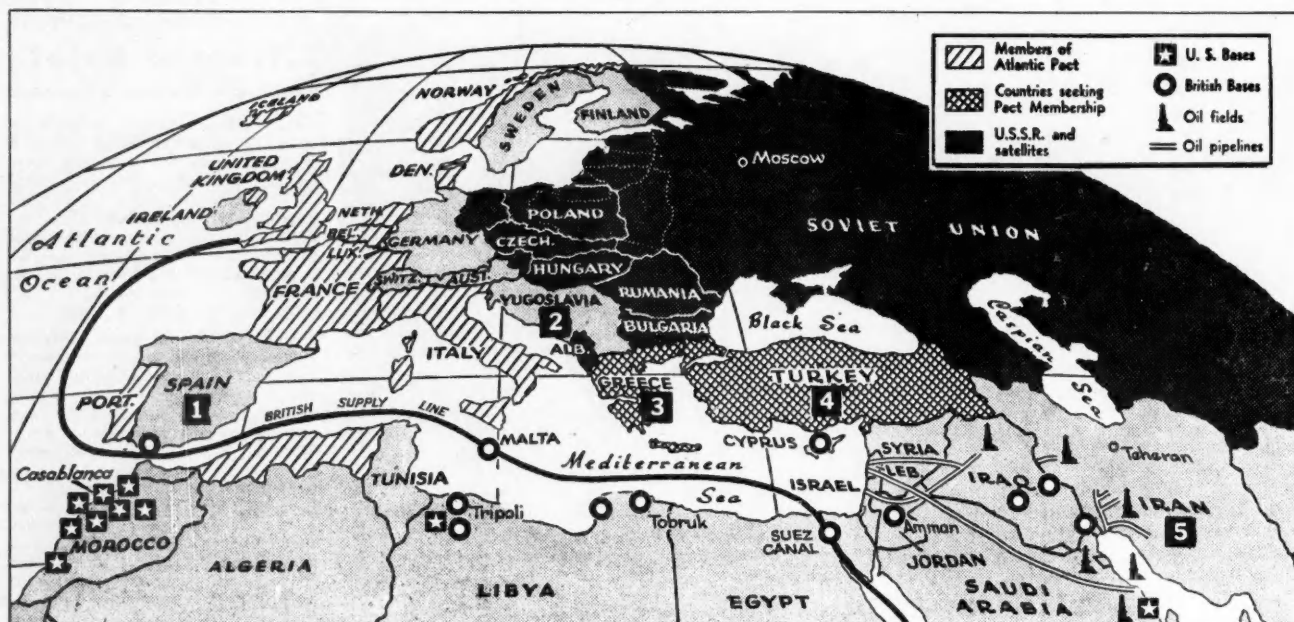 Members of
Atlantic Pact
Countries seeking
Pact Membership
U.S.S.R. and
satellites
U. S. Bases
British Bases
Oil fields
Oil pipelines
ICELAND
NORWAY
SWEDEN
FINLAND
UNITED
KINGDOM
DEN.
Moscow
IRELAND
NETH.
BEL.
LUX.
GERMANY
POLAND
CZECH.
SOVIET UNION
Atlantic
Ocean
FRANCE
SWITZ.
AUST.
HUNGARY
RUMANIA
YUGOSLAVIA
2
BULGARIA
Black Sea
Caspian
Sea
ALB.
ITALY
SPAIN
1
PORT.
GREECE
3
TURKEY
4
BRITISH SUPPLY LINE
MALTA
CYPRUS
SYRIA
LEB.
Teheran
Casablanca
TUNISIA
Mediterranean
Sea
ISRAEL
IRAQ
IRAN
5
Tripoli
Tobruk
SUEZ
CANAL
Amman
JORDAN
MOROCCO
ALGERIA
LIBYA
EGYPT
SAUDI
ARABIA